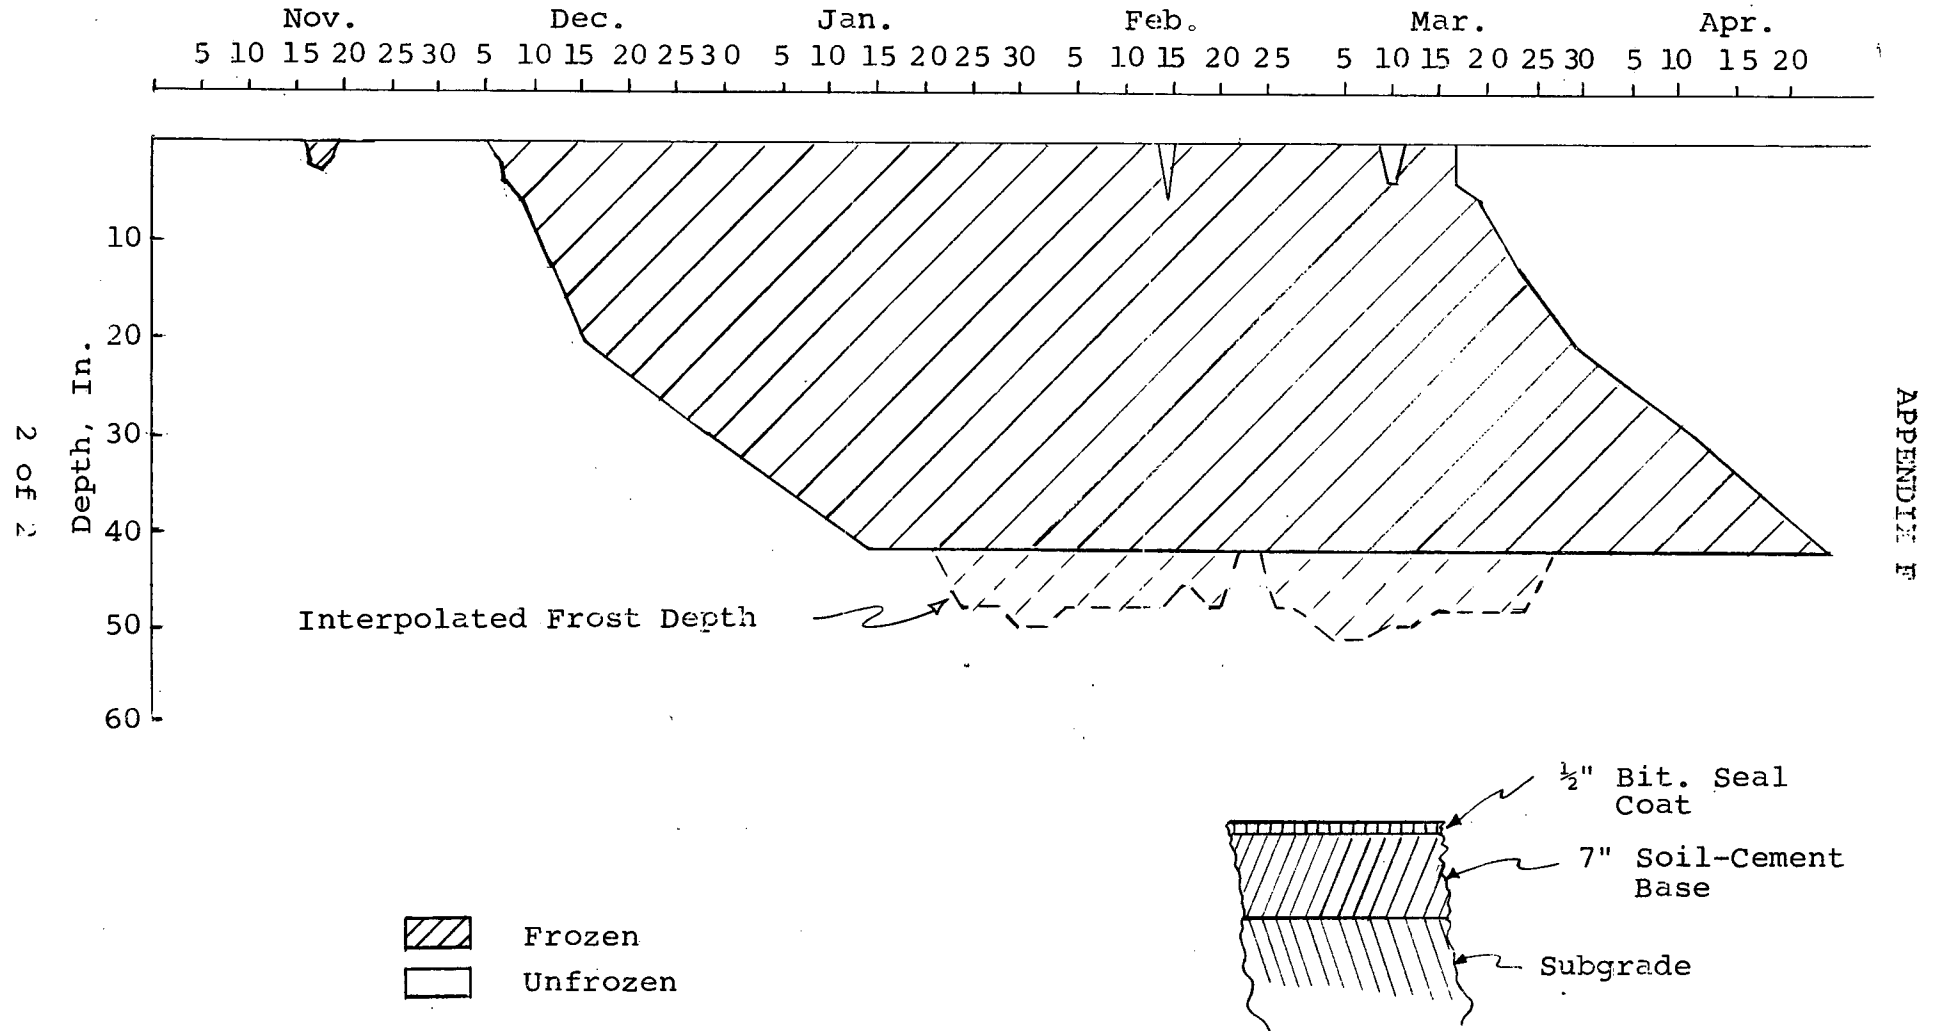 Nov. Dec. Jan. Feb. Mar. Apr.
5 10 15 20 25 30 5 10 15 20 25 30 5 10 15 20 25 30 5 10 15 20 25 5 10 15 20 25 30 5 10 15 20
10
20
30
40
50
60
Depth, In.
2 of 2
APPENDIX F
Interpolated Frost Depth
½" Bit. Seal
Coat
7" Soil-Cement
Base
Subgrade
Frozen
Unfrozen